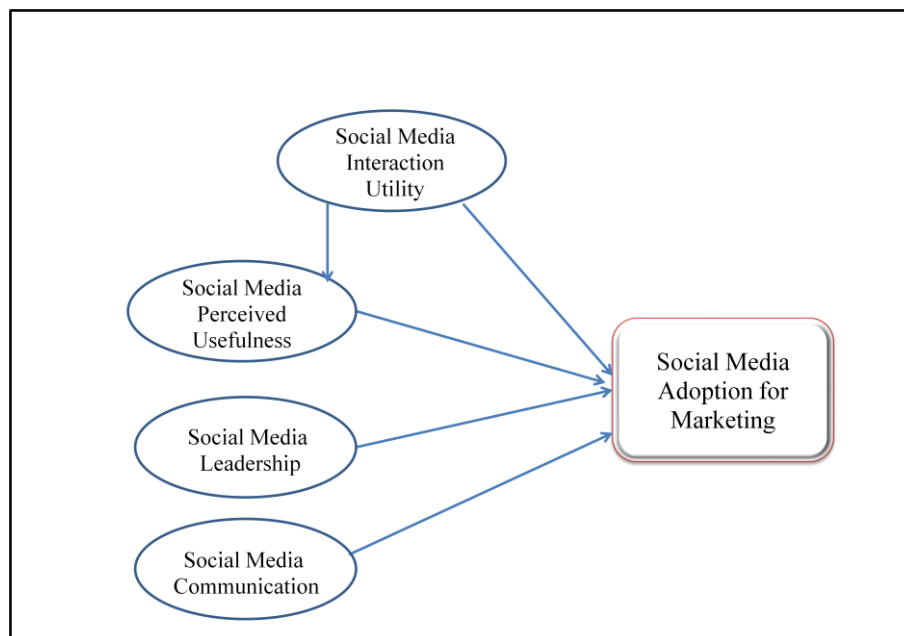 Social Media
Interaction
Utility
Social Media
Perceived
Usefulness
Social Media
Adoption for
Marketing
Social Media
Leadership
Social Media
Communication